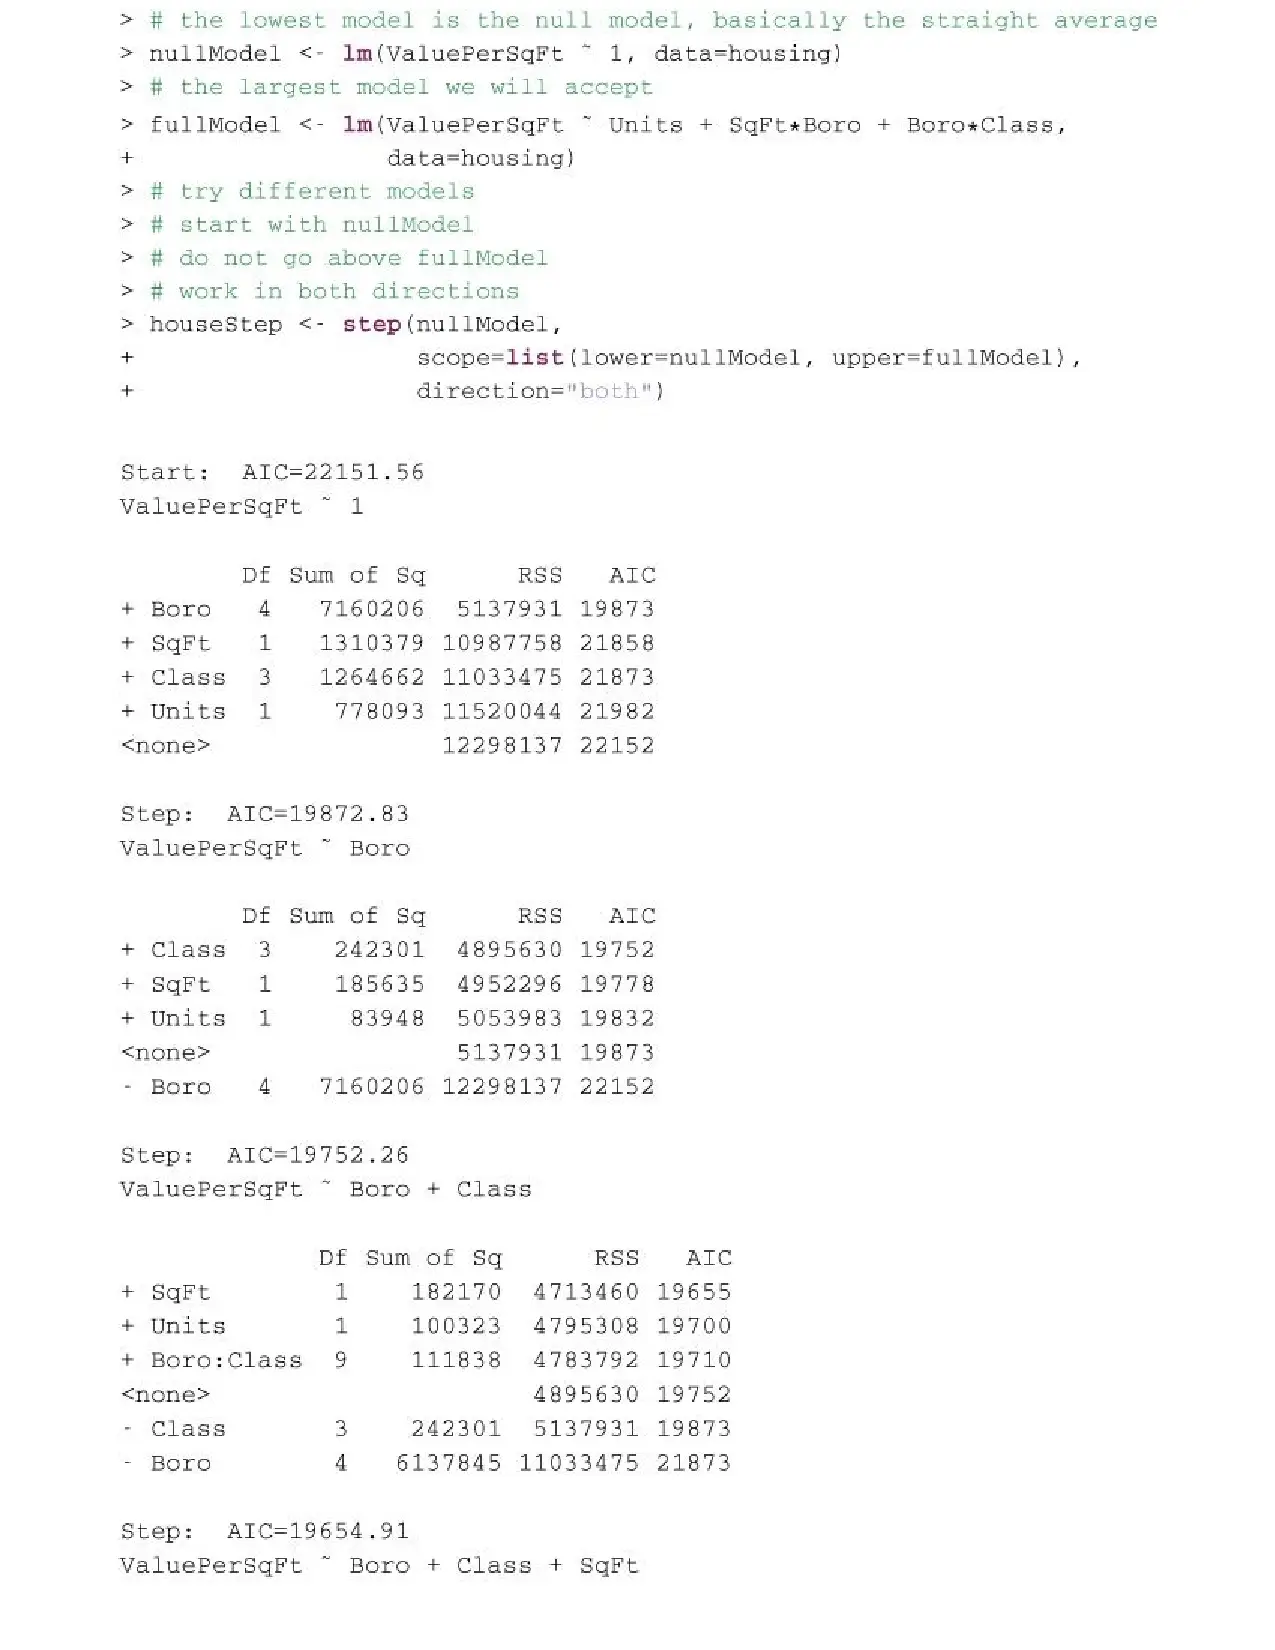 > # the lowest model is the null model, basically the straight average
> nullModel <- lm(ValuePerSqFt ~ 1, data=housing)
> # the largest model we will accept
> fullModel <- lm(ValuePerSqFt ~ Units + SqFt*Boro + Boro*Class,
+                 data=housing)
> # try different models
> # start with nullModel
> # do not go above fullModel
> # work in both directions
> houseStep <- step(nullModel,
+                   scope=list(lower=nullModel, upper=fullModel),
+                   direction="both")
Start:  AIC=22151.56
ValuePerSqFt ~ 1
        Df Sum of Sq      RSS   AIC
+ Boro   4   7160206  5137931 19873
+ SqFt   1   1310379 10987758 21858
+ Class  3   1264662 11033475 21873
+ Units  1    778093 11520044 21982
<none>               12298137 22152
Step:  AIC=19872.83
ValuePerSqFt ~ Boro
        Df Sum of Sq      RSS   AIC
+ Class  3    242301  4895630 19752
+ SqFt   1    185635  4952296 19778
+ Units  1     83948  5053983 19832
<none>                5137931 19873
- Boro   4   7160206 12298137 22152
Step:  AIC=19752.26
ValuePerSqFt ~ Boro + Class
             Df Sum of Sq      RSS   AIC
+ SqFt        1    182170  4713460 19655
+ Units       1    100323  4795308 19700
+ Boro:Class  9    111838  4783792 19710
<none>                     4895630 19752
- Class       3    242301  5137931 19873
- Boro        4   6137845 11033475 21873
Step:  AIC=19654.91
ValuePerSqFt ~ Boro + Class + SqFt